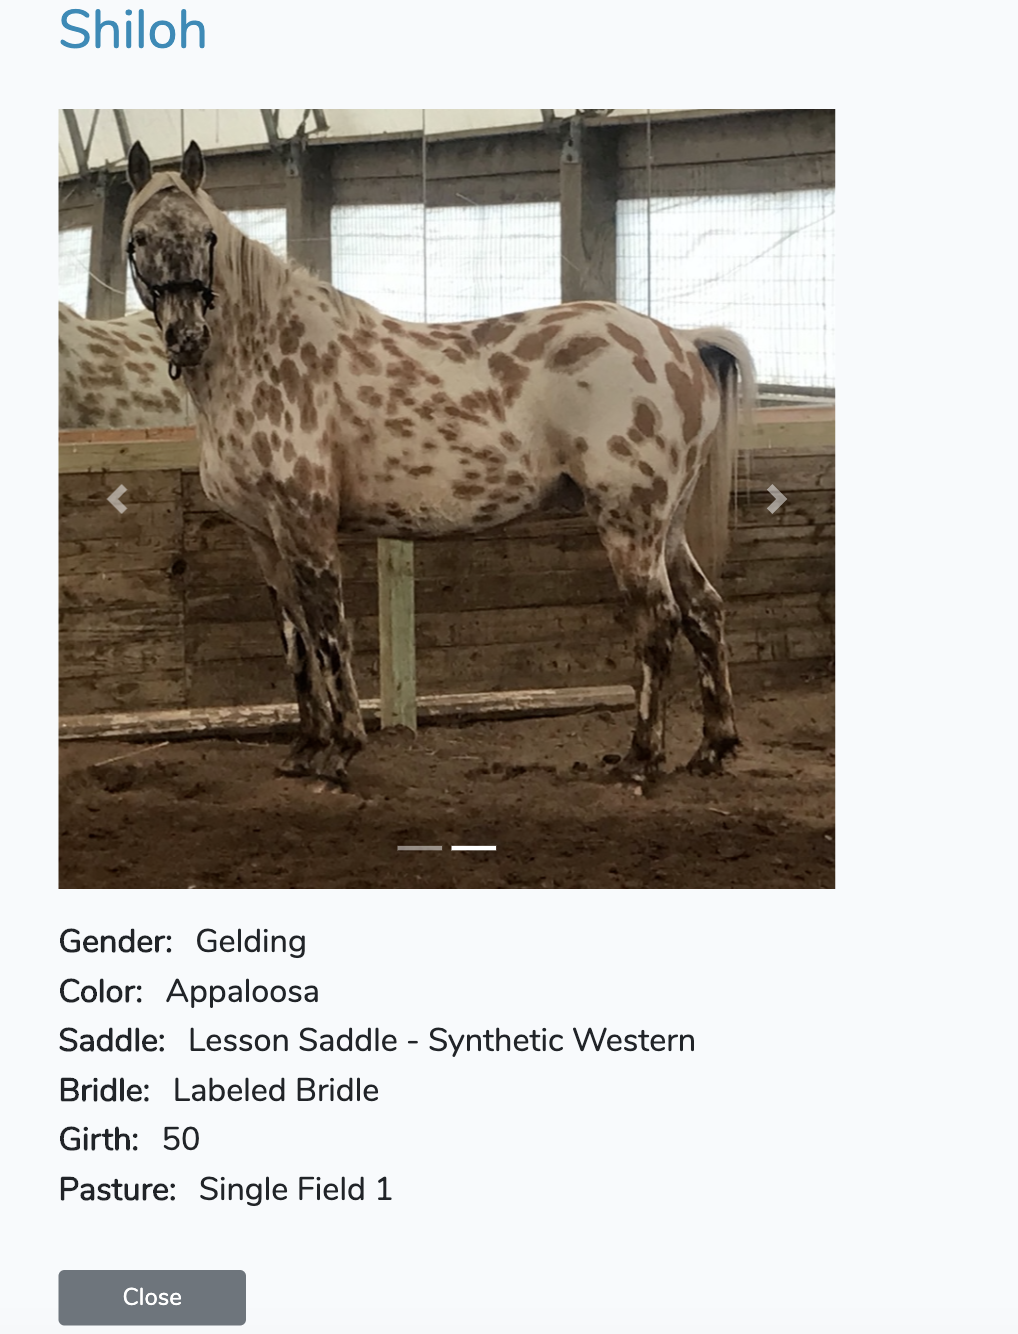 Shiloh
Gender: Gelding
Color: Appaloosa
Saddle: Lesson Saddle - Synthetic Western
Bridle: Labeled Bridle
Girth: 50
Pasture: Single Field 1
Close